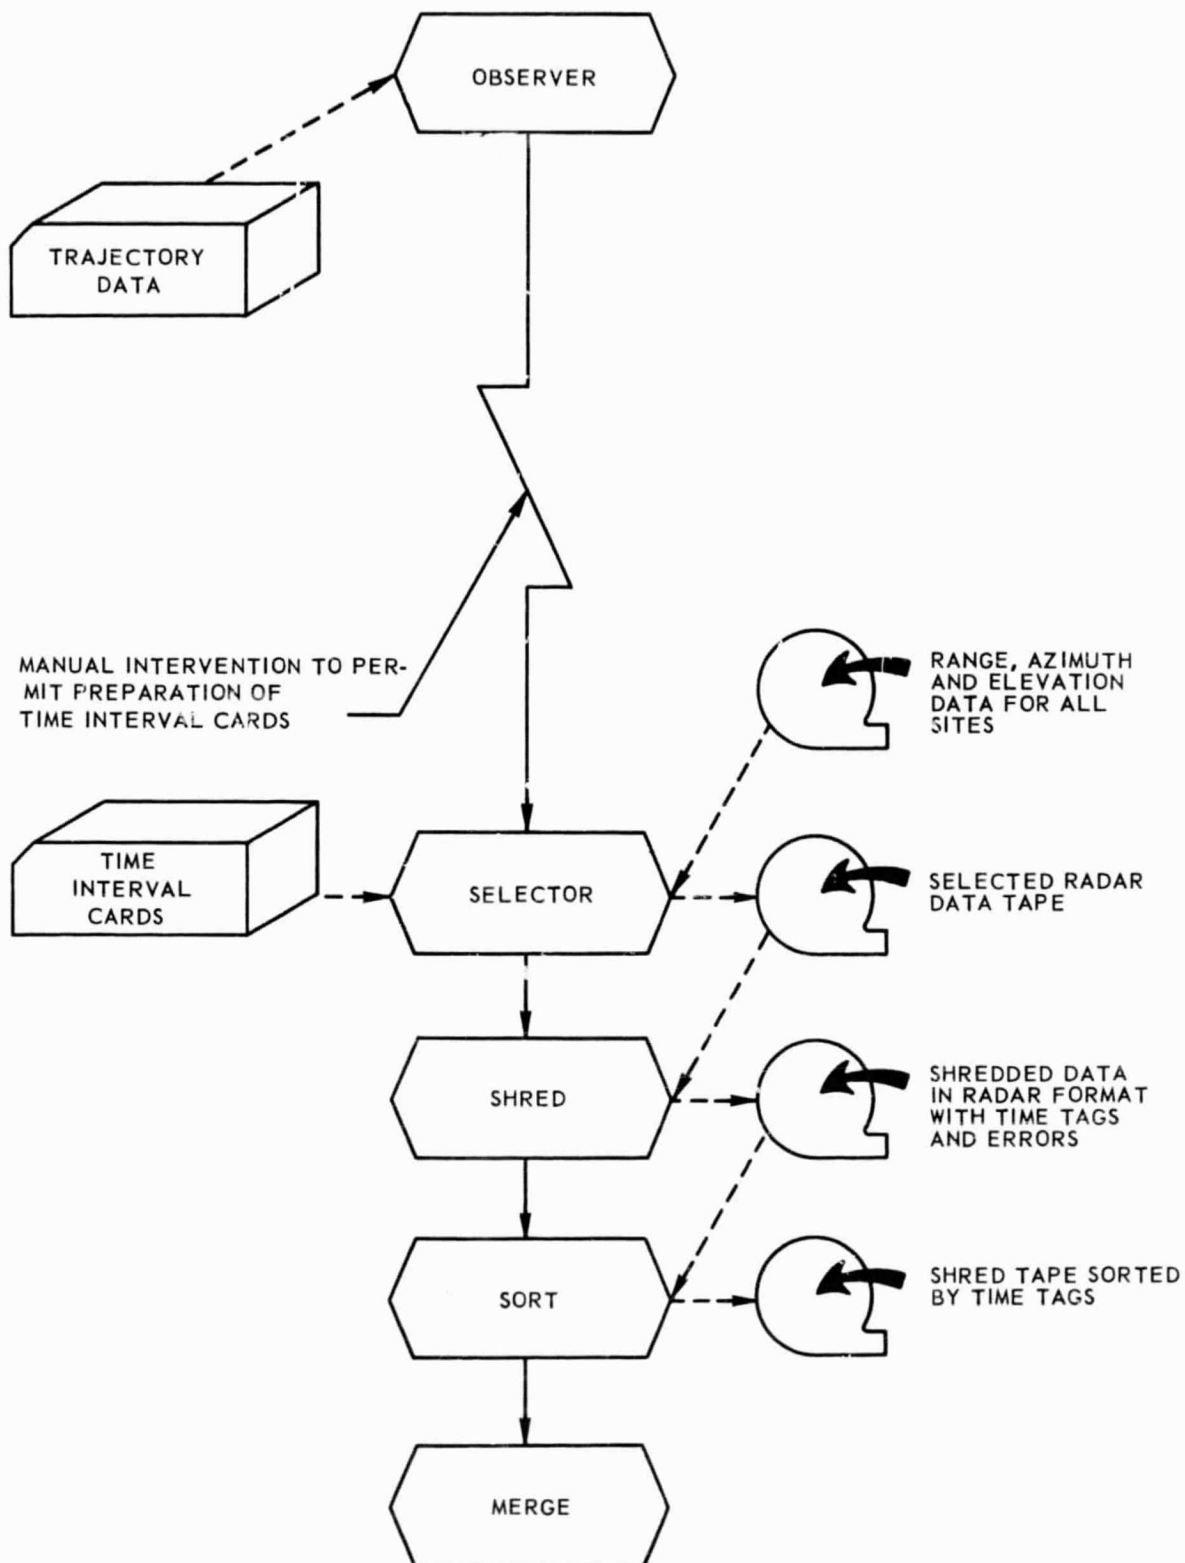 OBSERVER
TRAJECTORY
DATA
MANUAL INTERVENTION TO PER-
MIT PREPARATION OF
TIME INTERVAL CARDS
RANGE, AZIMUTH
AND ELEVATION
DATA FOR ALL
SITES
TIME
INTERVAL
CARDS
SELECTOR
SELECTED RADAR
DATA TAPE
SHRED
SHREDDED DATA
IN RADAR FORMAT
WITH TIME TAGS
AND ERRORS
SORT
SHRED TAPE SORTED
BY TIME TAGS
MERGE